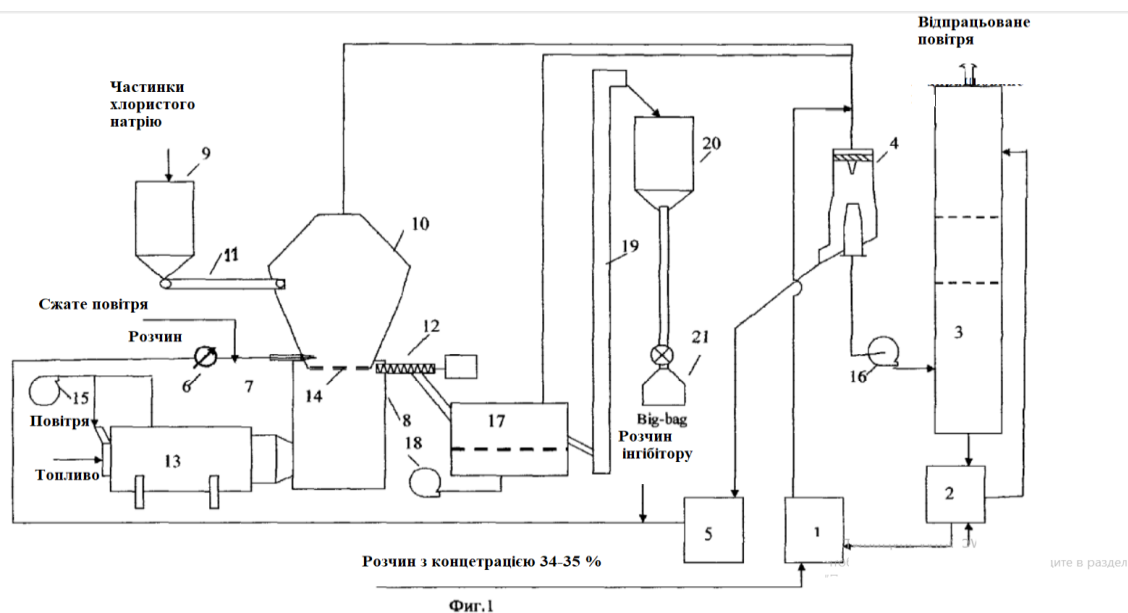 Відпрацьоване
повітря
Частинки
хлористого
натрію
9
4
20
10
11
19
Сжате повітря
Розчин
12
3
21
6
7
14
16
15
8
17
Повітря
Big-bag
Розчин
інгібітору
18
13
Топливо
2
5
1
Розчин з концетрацією 34-35 %
ците в раздел
Фиг.1